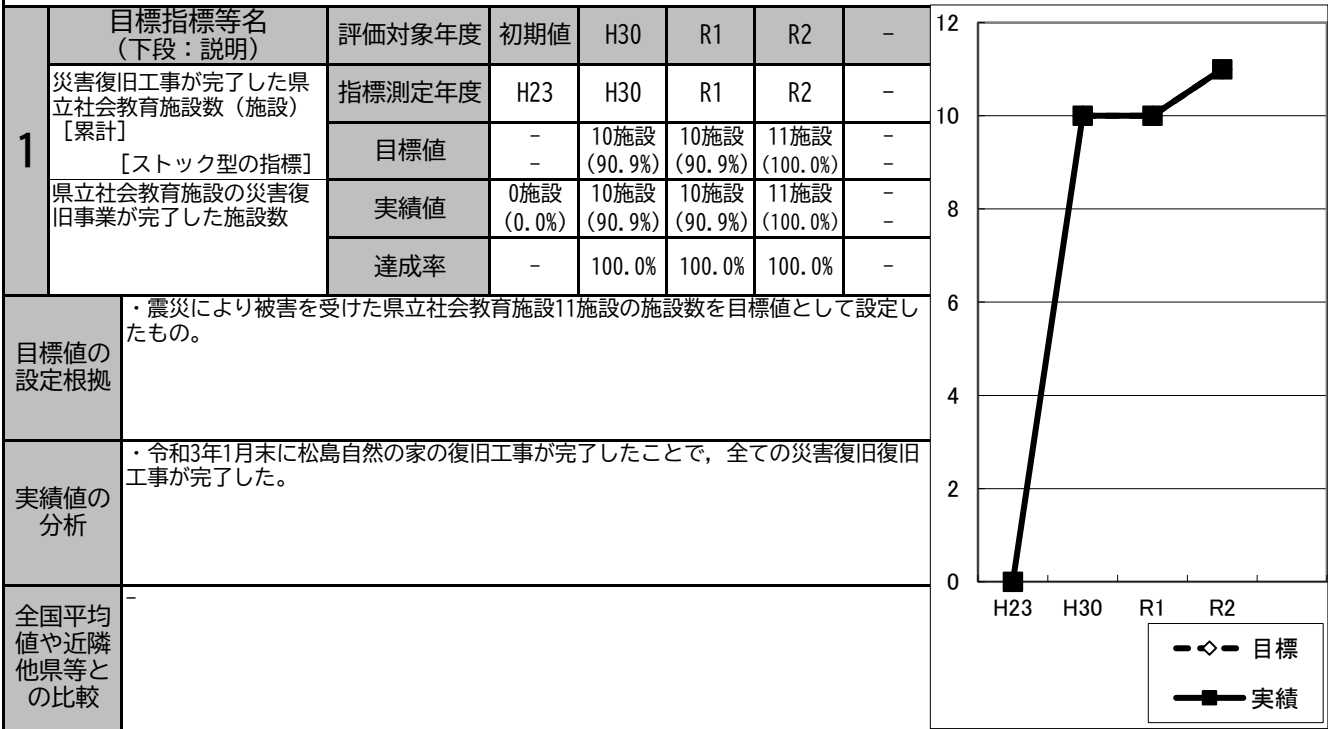 1
目標指標等名
（下段：説明）
評価対象年度 初期値 H30 R1 R2 －
災害復旧工事が完了した県
立社会教育施設数（施設）
［累計］
［ストック型の指標］
指標測定年度 H23 H30 R1 R2 －
目標値
－ 10施設 10施設 11施設 －
－ (90.9%) (90.9%) (100.0%) －
県立社会教育施設の災害復
旧事業が完了した施設数
実績値
0施設 10施設 10施設 11施設 －
(0.0%) (90.9%) (90.9%) (100.0%) －
達成率 － 100.0% 100.0% 100.0% －
目標値の
設定根拠
・震災により被害を受けた県立社会教育施設11施設の施設数を目標値として設定し
たもの。
実績値の
分析
・令和3年1月末に松島自然の家の復旧工事が完了したことで，全ての災害復旧復旧
工事が完了した。
全国平均
値や近隣
他県等と
の比較
－
12
10
8
6
4
2
0
H23 H30 R1 R2
目標
実績